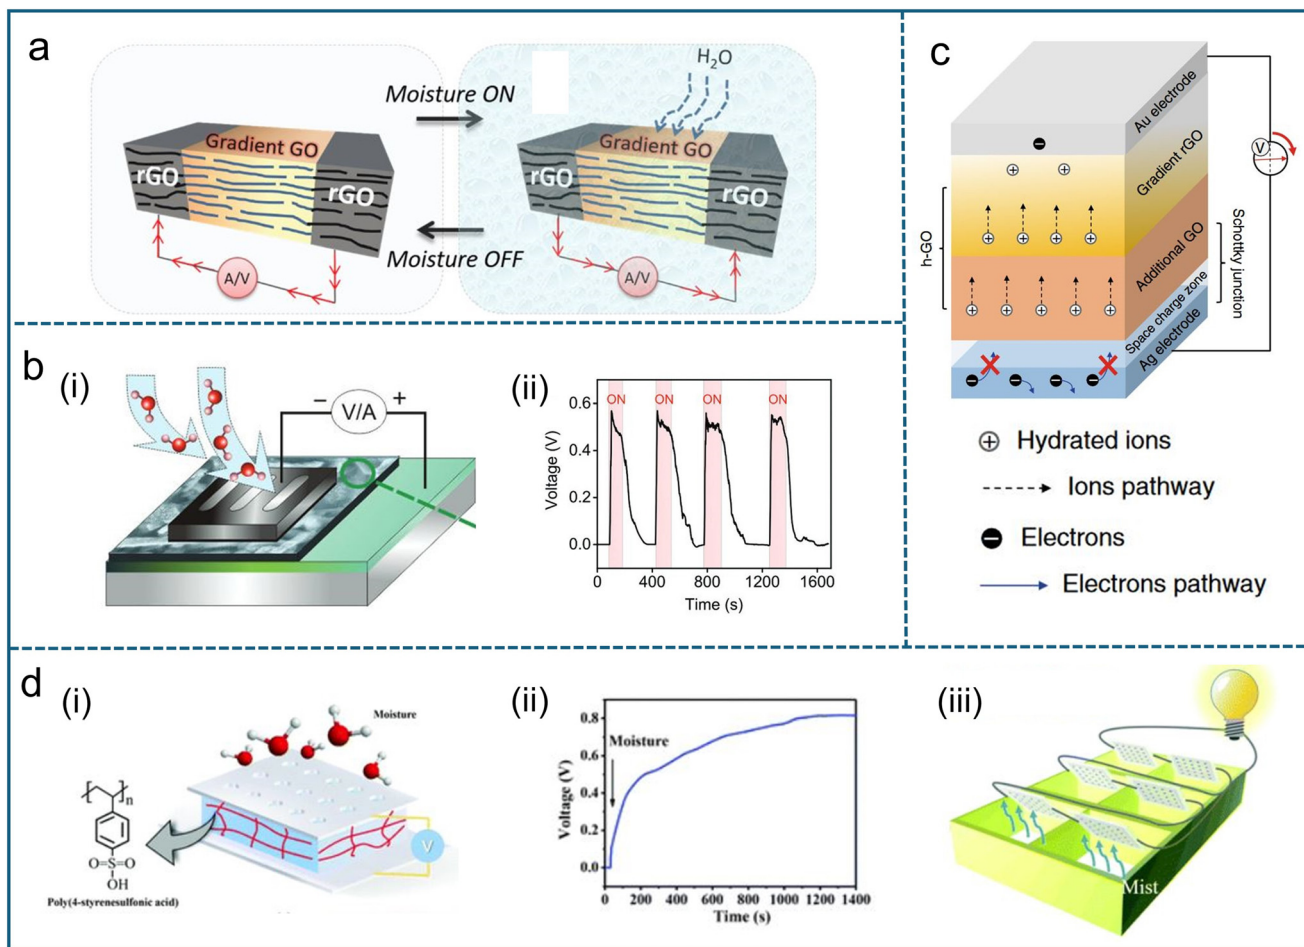 a
Moisture ON
Moisture OFF
rGO
Gradient GO
rGO
A/V
H2O
rGO
Gradient GO
rGO
A/V
b
(i)
− V/A +
(ii)
ON ON ON ON
Voltage (V)
0.6
0.4
0.2
0.0
0 400 800 1200 1600
Time (s)
c
Au electrode
Gradient rGO
Additional GO
Space charge zone
Ag electrode
h-GO
Schottky junction
V
Hydrated ions
Ions pathway
Electrons
Electrons pathway
d
(i)
Moisture
V
n
O=S=O
OH
Poly(4-styrenesulfonic acid)
(ii)
Moisture
Voltage (V)
0.8
0.6
0.4
0.2
0.0
0 200 400 600 800 1000 1200 1400
Time (s)
(iii)
Mist